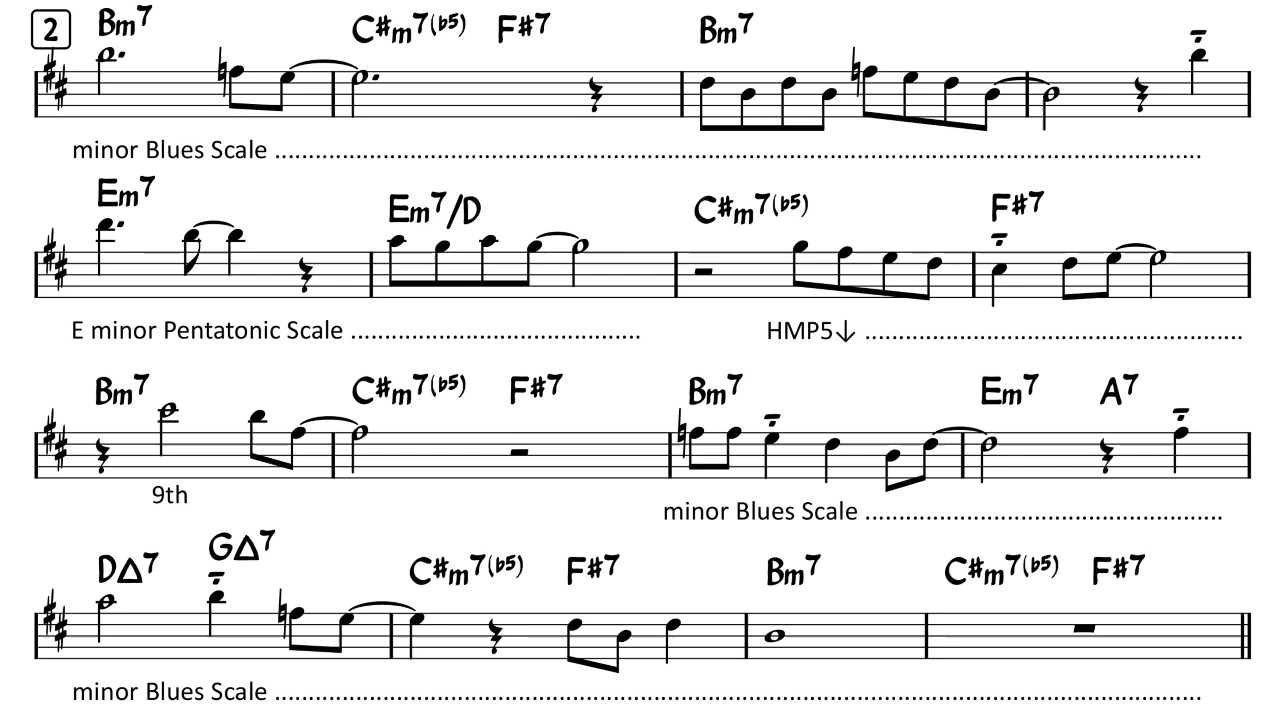 2 Bm7 C#m7(b5) F#7 Bm7
minor Blues Scale ................................................................................................................................
Em7 Em7/D C#m7(b5) F#7
E minor Pentatonic Scale ........................................... HMP5↓ ........................................................
Bm7 C#m7(b5) F#7 Bm7 Em7 A7
9th
minor Blues Scale .....................................................
D△7 G△7 C#m7(b5) F#7 Bm7 C#m7(b5) F#7
minor Blues Scale ................................................................................................................................